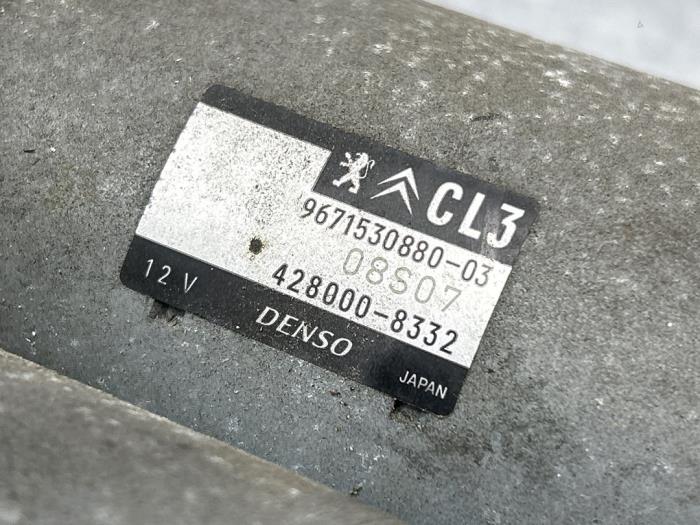 CL3
9671530880-03
08S07
428000-8332
12 V
DENSO
JAPAN